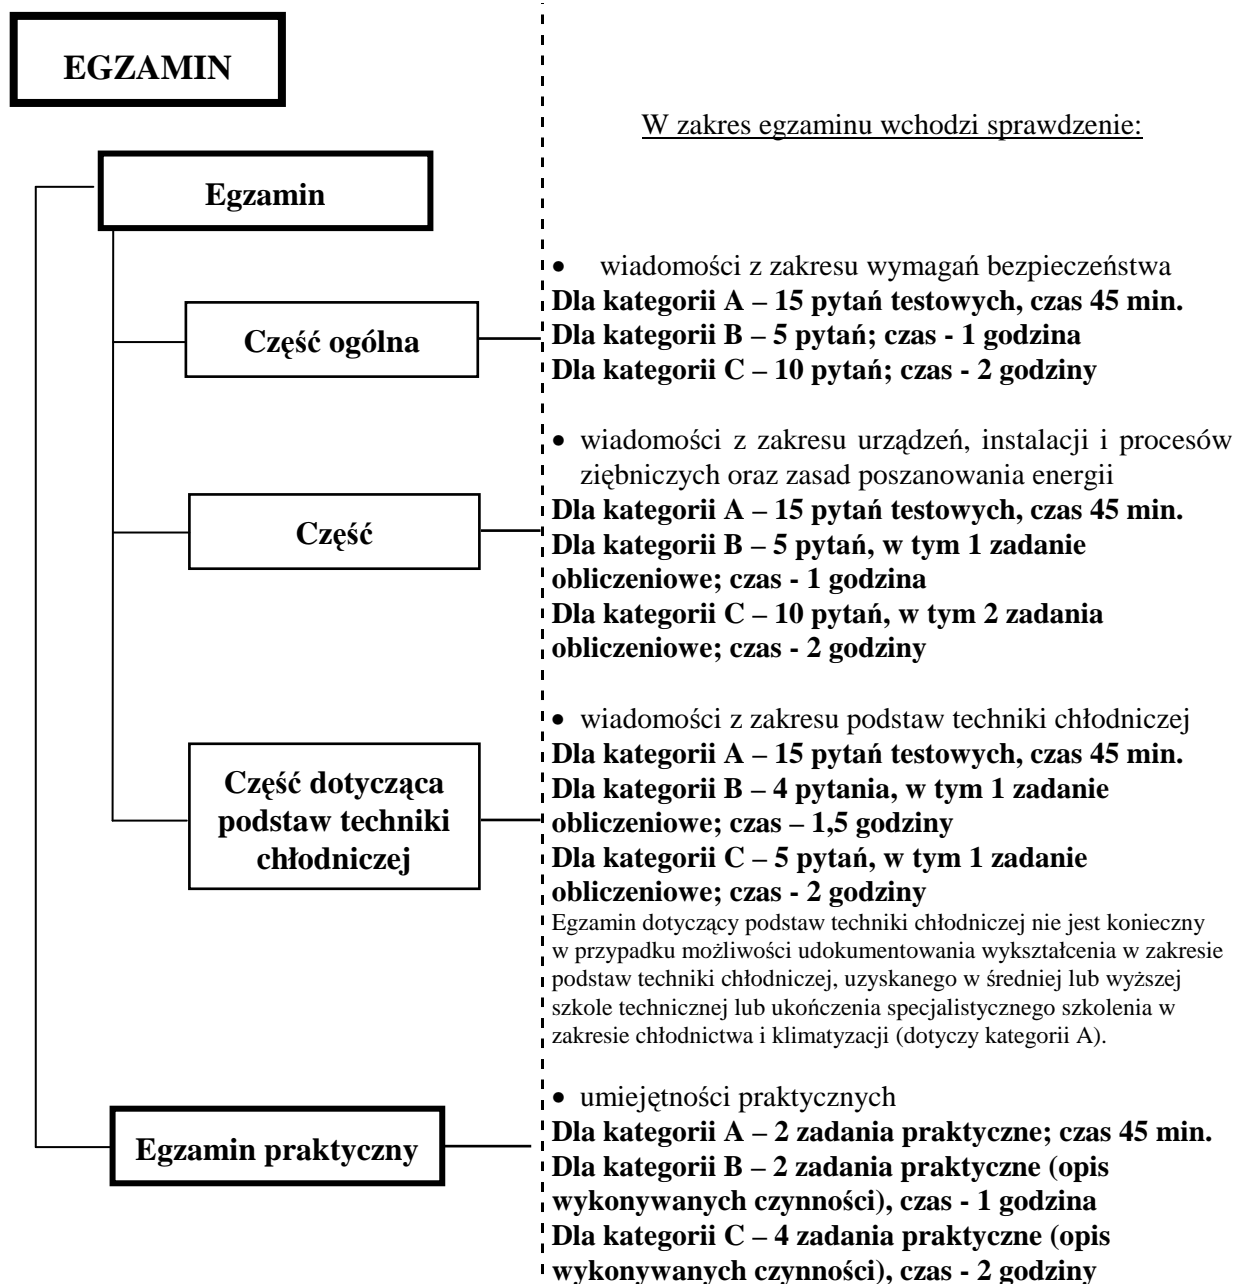 EGZAMIN
W zakres egzaminu wchodzi sprawdzenie:
Egzamin
• wiadomości z zakresu wymagań bezpieczeństwa
Dla kategorii A – 15 pytań testowych, czas 45 min.
Część ogólna
Dla kategorii B – 5 pytań; czas - 1 godzina
Dla kategorii C – 10 pytań; czas - 2 godziny
• wiadomości z zakresu urządzeń, instalacji i procesów
ziębniczych oraz zasad poszanowania energii
Dla kategorii A – 15 pytań testowych, czas 45 min.
Część
Dla kategorii B – 5 pytań, w tym 1 zadanie
obliczeniowe; czas - 1 godzina
Dla kategorii C – 10 pytań, w tym 2 zadania
obliczeniowe; czas - 2 godziny
• wiadomości z zakresu podstaw techniki chłodniczej
Dla kategorii A – 15 pytań testowych, czas 45 min.
Część dotycząca
podstaw techniki
chłodniczej
Dla kategorii B – 4 pytania, w tym 1 zadanie
obliczeniowe; czas – 1,5 godziny
Dla kategorii C – 5 pytań, w tym 1 zadanie
obliczeniowe; czas - 2 godziny
Egzamin dotyczący podstaw techniki chłodniczej nie jest konieczny
w przypadku możliwości udokumentowania wykształcenia w zakresie
podstaw techniki chłodniczej, uzyskanego w średniej lub wyższej
szkole technicznej lub ukończenia specjalistycznego szkolenia w
zakresie chłodnictwa i klimatyzacji (dotyczy kategorii A).
• umiejętności praktycznych
Egzamin praktyczny
Dla kategorii A – 2 zadania praktyczne; czas 45 min.
Dla kategorii B – 2 zadania praktyczne (opis
wykonywanych czynności), czas - 1 godzina
Dla kategorii C – 4 zadania praktyczne (opis
wykonywanych czynności), czas - 2 godziny